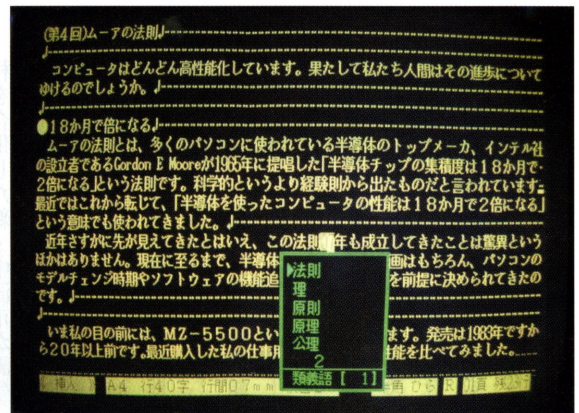 (第4回)ムーアの法則
コンピュータはどんどん高性能化しています。果たして私たち人間はその進歩について
ゆけるのでしょうか。
●18か月で倍になる
ムーアの法則とは、多くのパソコンに使われている半導体のトップメーカ、インテル社
の設立者であるGordon E Mooreが1965年に提唱した「半導体チップの集積度は18か月で
2倍になる」という法則です。科学的というより経験則から出たものだと言われています。
最近ではこれから転じて、「半導体を使ったコンピュータの性能は18か月で2倍になる」
という意味でも使われてきました。
近年さすがに先が見えてきたとはいえ、この法則 年も成立してきたことは驚異という
ほかはありません。現在に至るまで、半導体 画はもちろん、パソコンの
モデルチェンジ時期やソフトウェアの機能追 を前提に決められてきたの
です。
いま私の目の前には、MZ-5500とい ます。発売は1983年ですか
ら20年以上前です。最近購入した私の仕事用 性能を比べてみました。
法則
理
原則
原理
公理
2
類義語 [ 1]
挿入 A4 行40字 行間0.7mm 角 ひら R